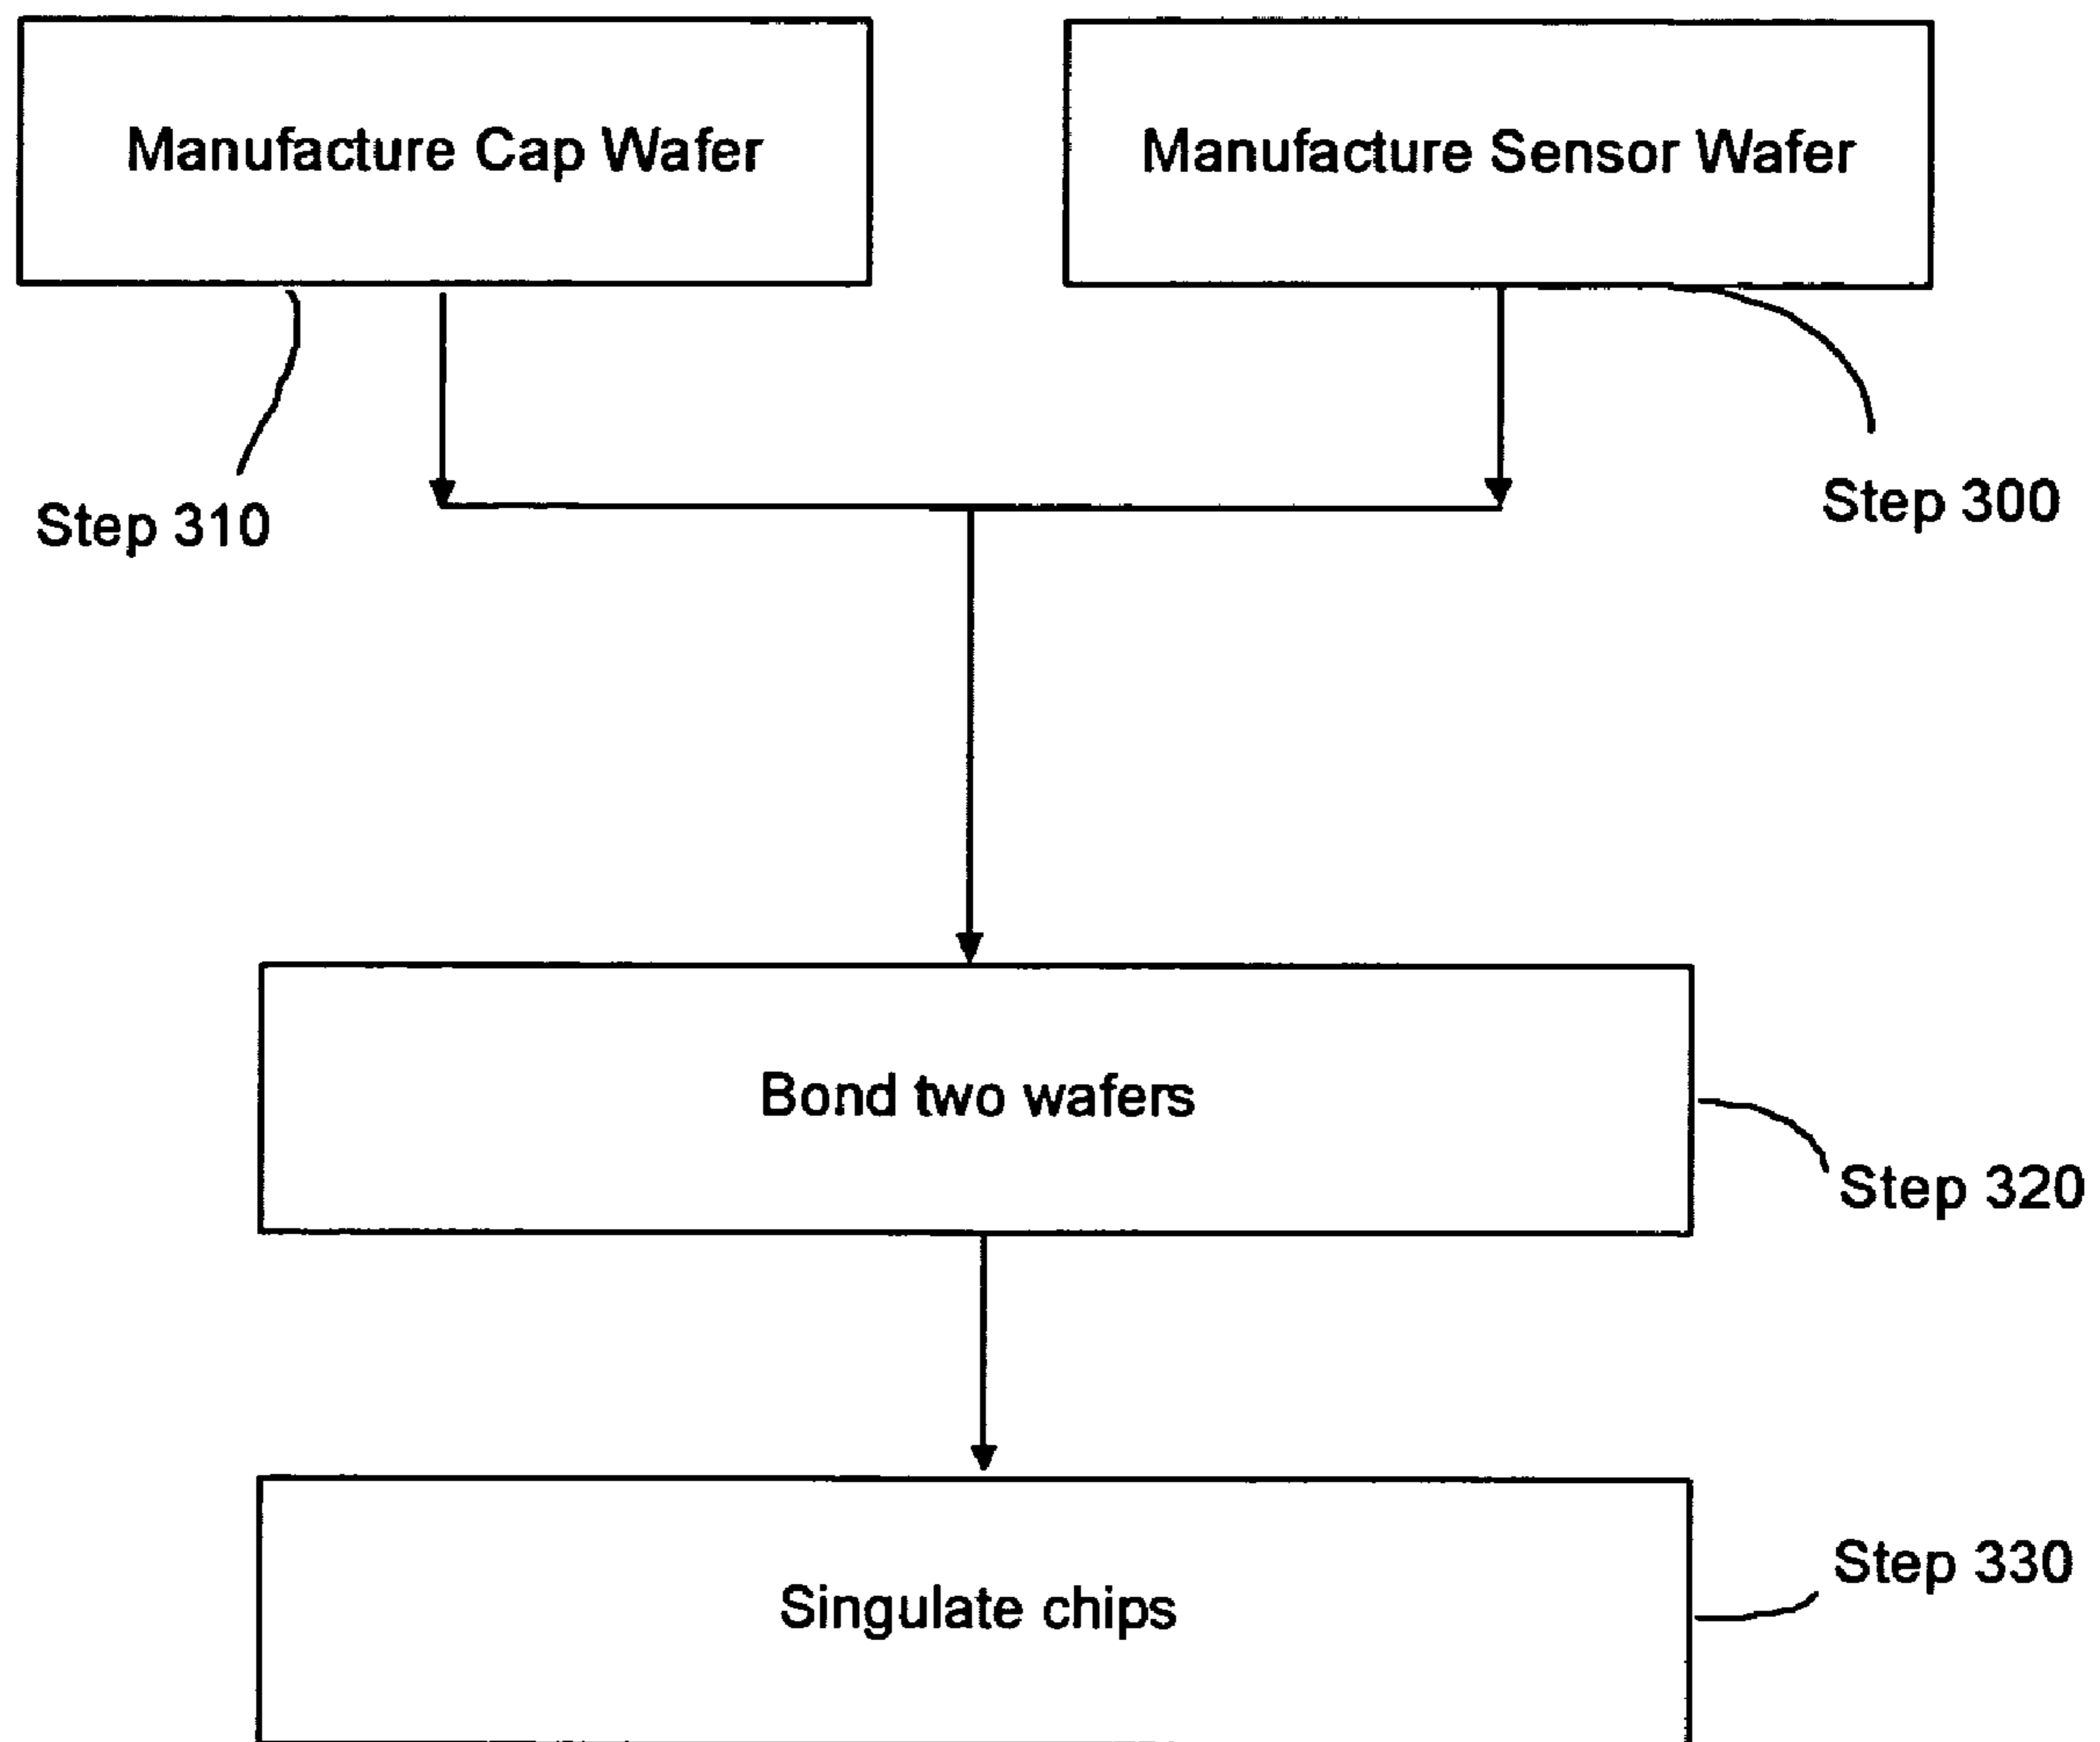 Manufacture Cap Wafer
Manufacture Sensor Wafer
Step 310
Step 300
Bond two wafers
Step 320
Singulate chips
Step 330